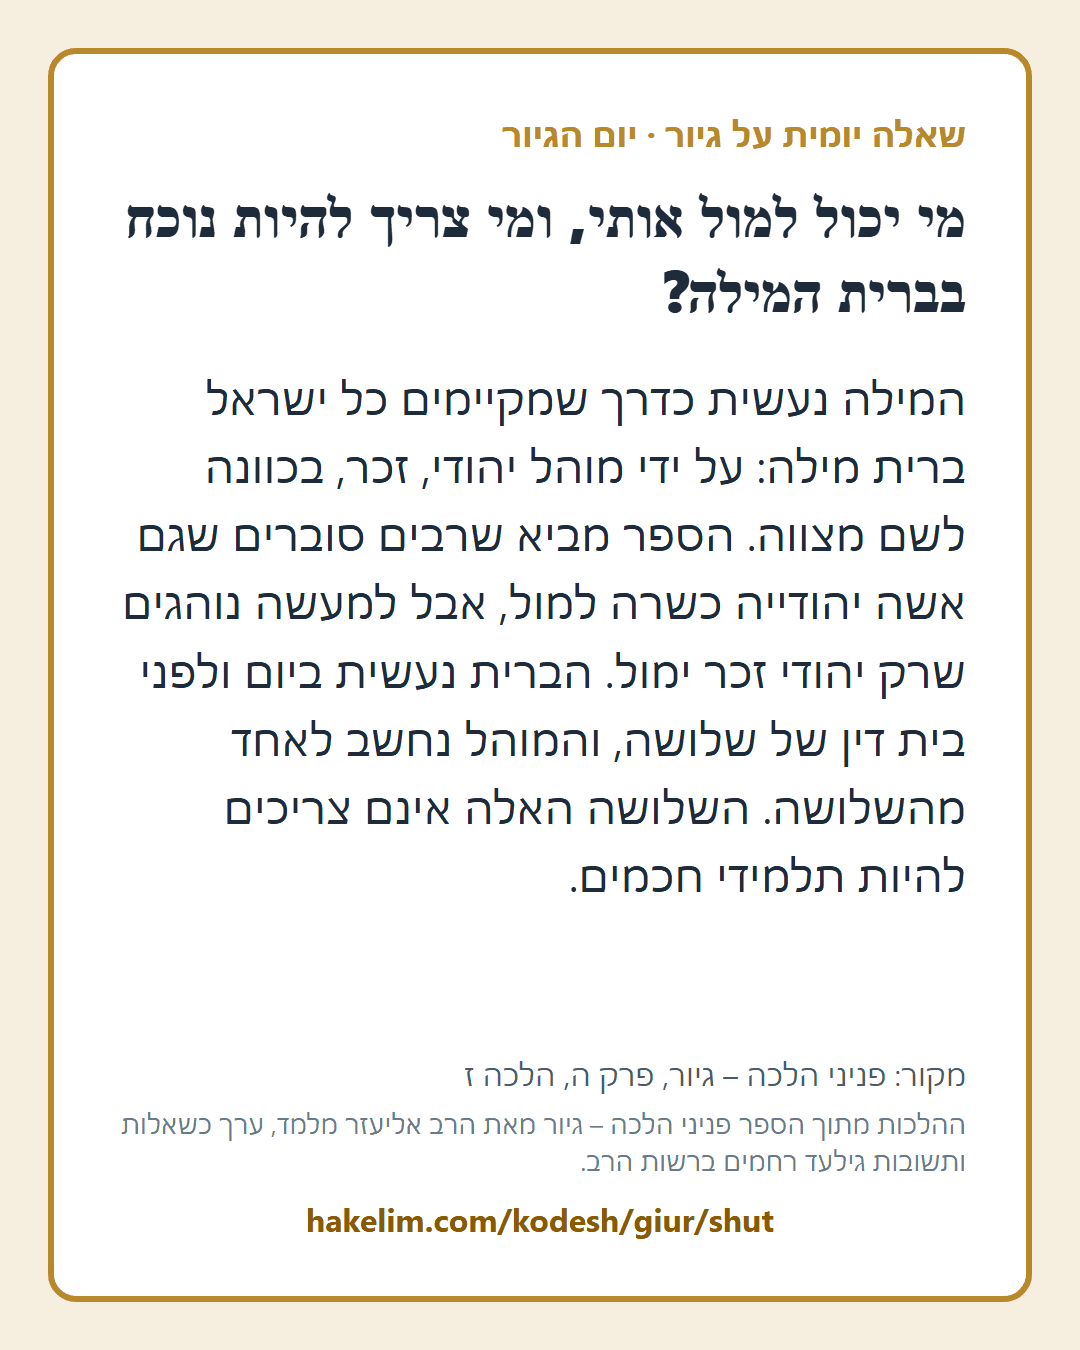 שאלה יומית על גיור · יום הגיור
מי יכול למול אותי, ומי צריך להיות נוכח
בברית המילה?
המילה נעשית כדרך שמקיימים כל ישראל
ברית מילה: על ידי מוהל יהודי, זכר, בכוונה
לשם מצווה. הספר מביא שרבים סוברים שגם
אשה יהודייה כשרה למול, אבל למעשה נוהגים
שרק יהודי זכר ימול. הברית נעשית ביום ולפני
בית דין של שלושה, והמוהל נחשב לאחד
מהשלושה. השלושה האלה אינם צריכים
להיות תלמידי חכמים.
מקור: פניני הלכה – גיור, פרק ה, הלכה ז
ההלכות מתוך הספר פניני הלכה – גיור מאת הרב אליעזר מלמד, ערך כשאלות
ותשובות גילעד רחמים ברשות הרב.
hakelim.com/kodesh/giur/shut